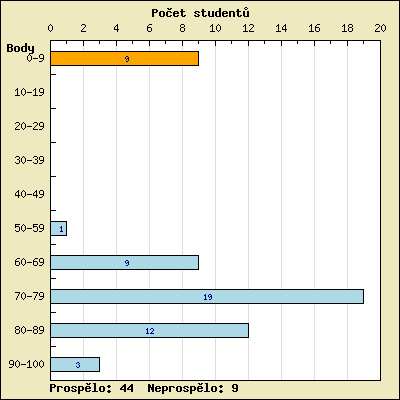 Počet studentů
0 2 4 6 8 10 12 14 16 18 20
Body
0-9 9
10-19
20-29
30-39
40-49
50-59 1
60-69 9
70-79 19
80-89 12
90-100 3
Prospělo: 44 Neprospělo: 9